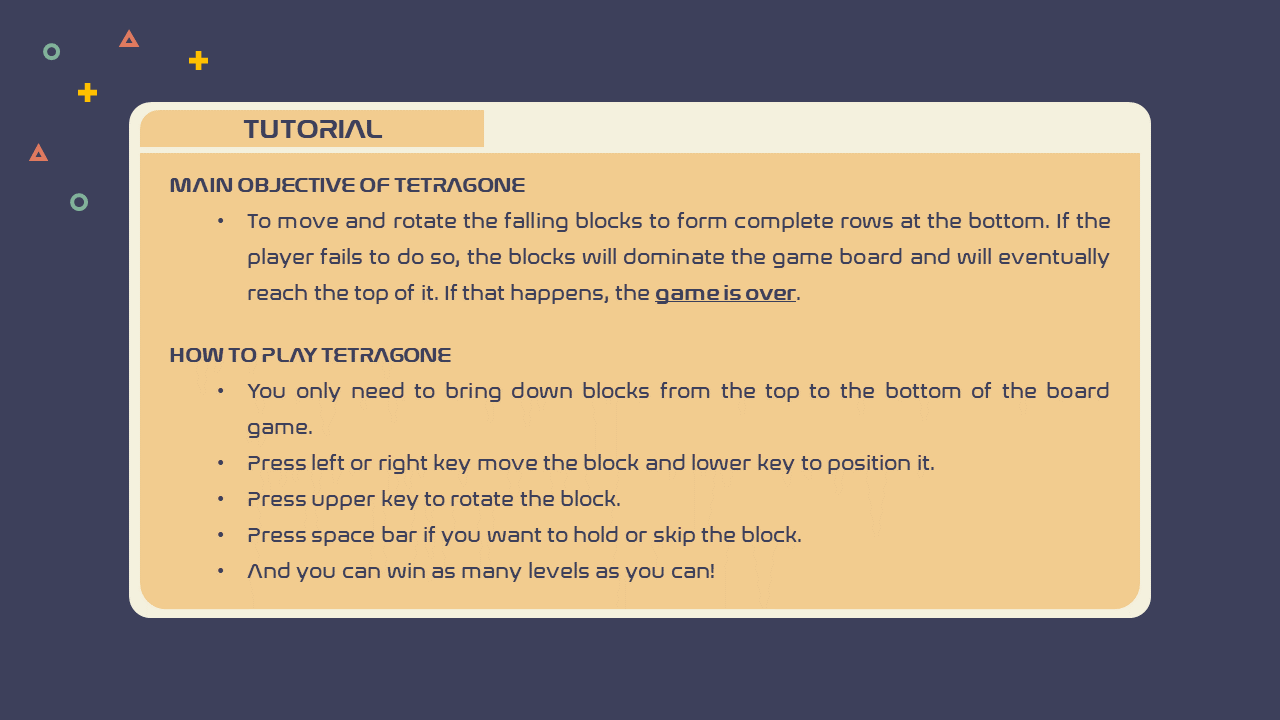 TUTORIAL
MAIN OBJECTIVE OF TETRAGONE
• To move and rotate the falling blocks to form complete rows at the bottom. If the
player fails to do so, the blocks will dominate the game board and will eventually
reach the top of it. If that happens, the game is over.
HOW TO PLAY TETRAGONE
• You only need to bring down blocks from the top to the bottom of the board
game.
• Press left or right key move the block and lower key to position it.
• Press upper key to rotate the block.
• Press space bar if you want to hold or skip the block.
• And you can win as many levels as you can!